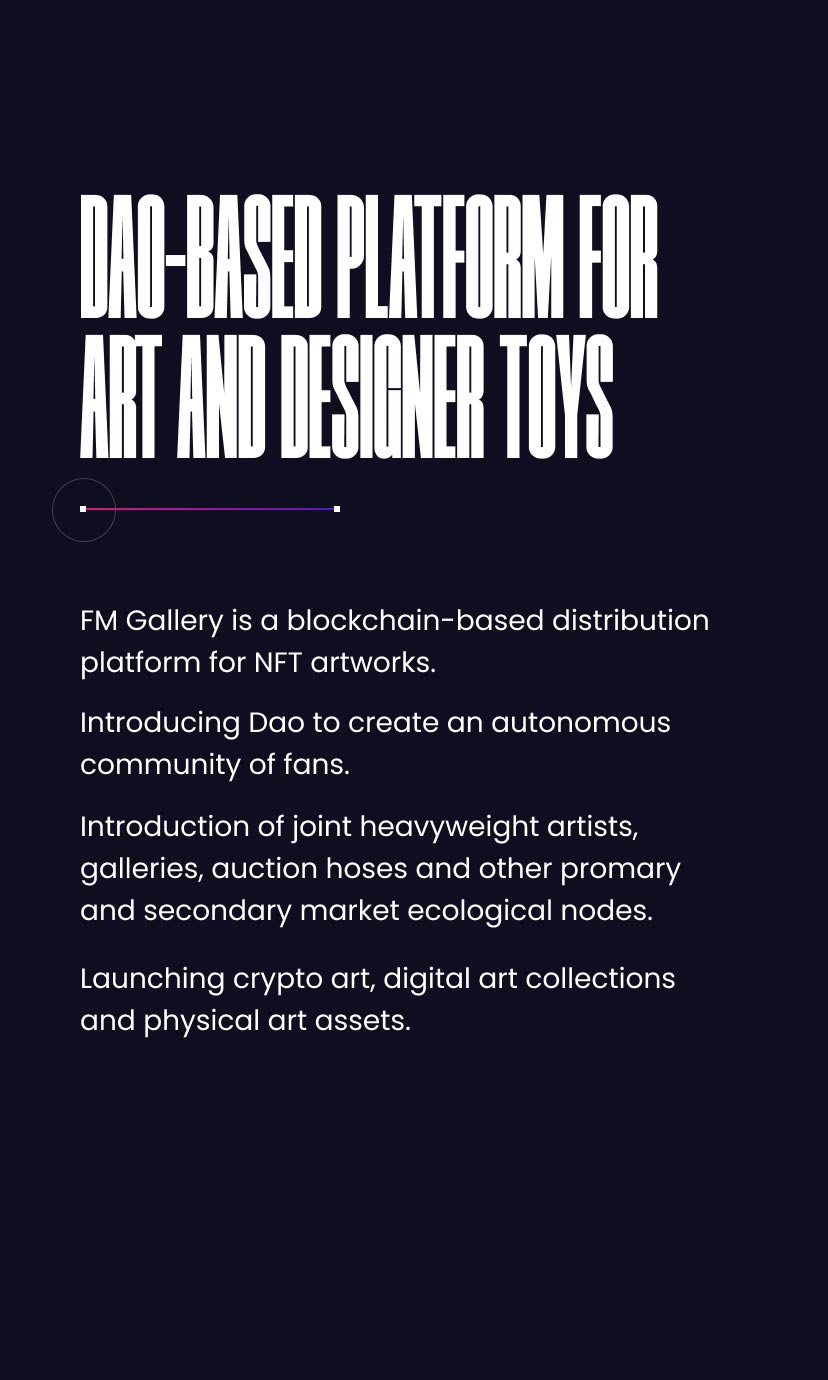 DAO-BASED PLATFORM FOR
ART AND DESIGNER TOYS
FM Gallery is a blockchain-based distribution
platform for NFT artworks.
Introducing Dao to create an autonomous
community of fans.
Introduction of joint heavyweight artists,
galleries, auction hoses and other promary
and secondary market ecological nodes.
Launching crypto art, digital art collections
and physical art assets.